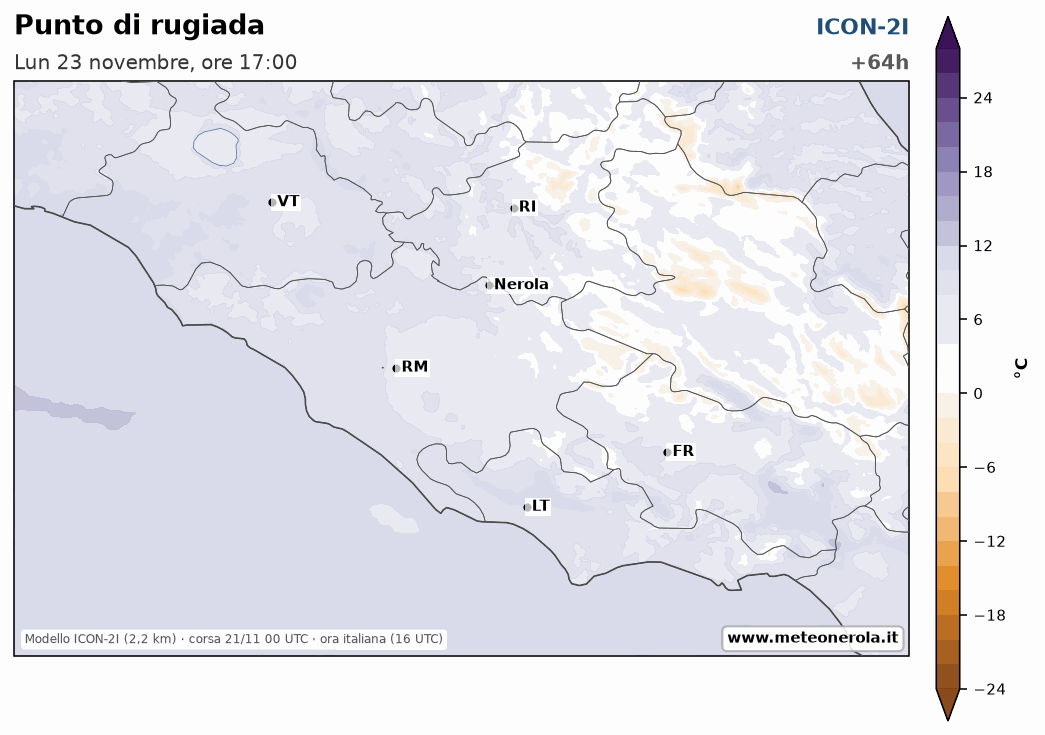 Punto di rugiada
ICON-2I
Lun 23 novembre, ore 17:00
+64h
VT
RI
Nerola
RM
FR
LT
24
18
12
6
0
−6
−12
−18
−24
°C
Modello ICON-2I (2,2 km) · corsa 21/11 00 UTC · ora italiana (16 UTC)
www.meteonerola.it